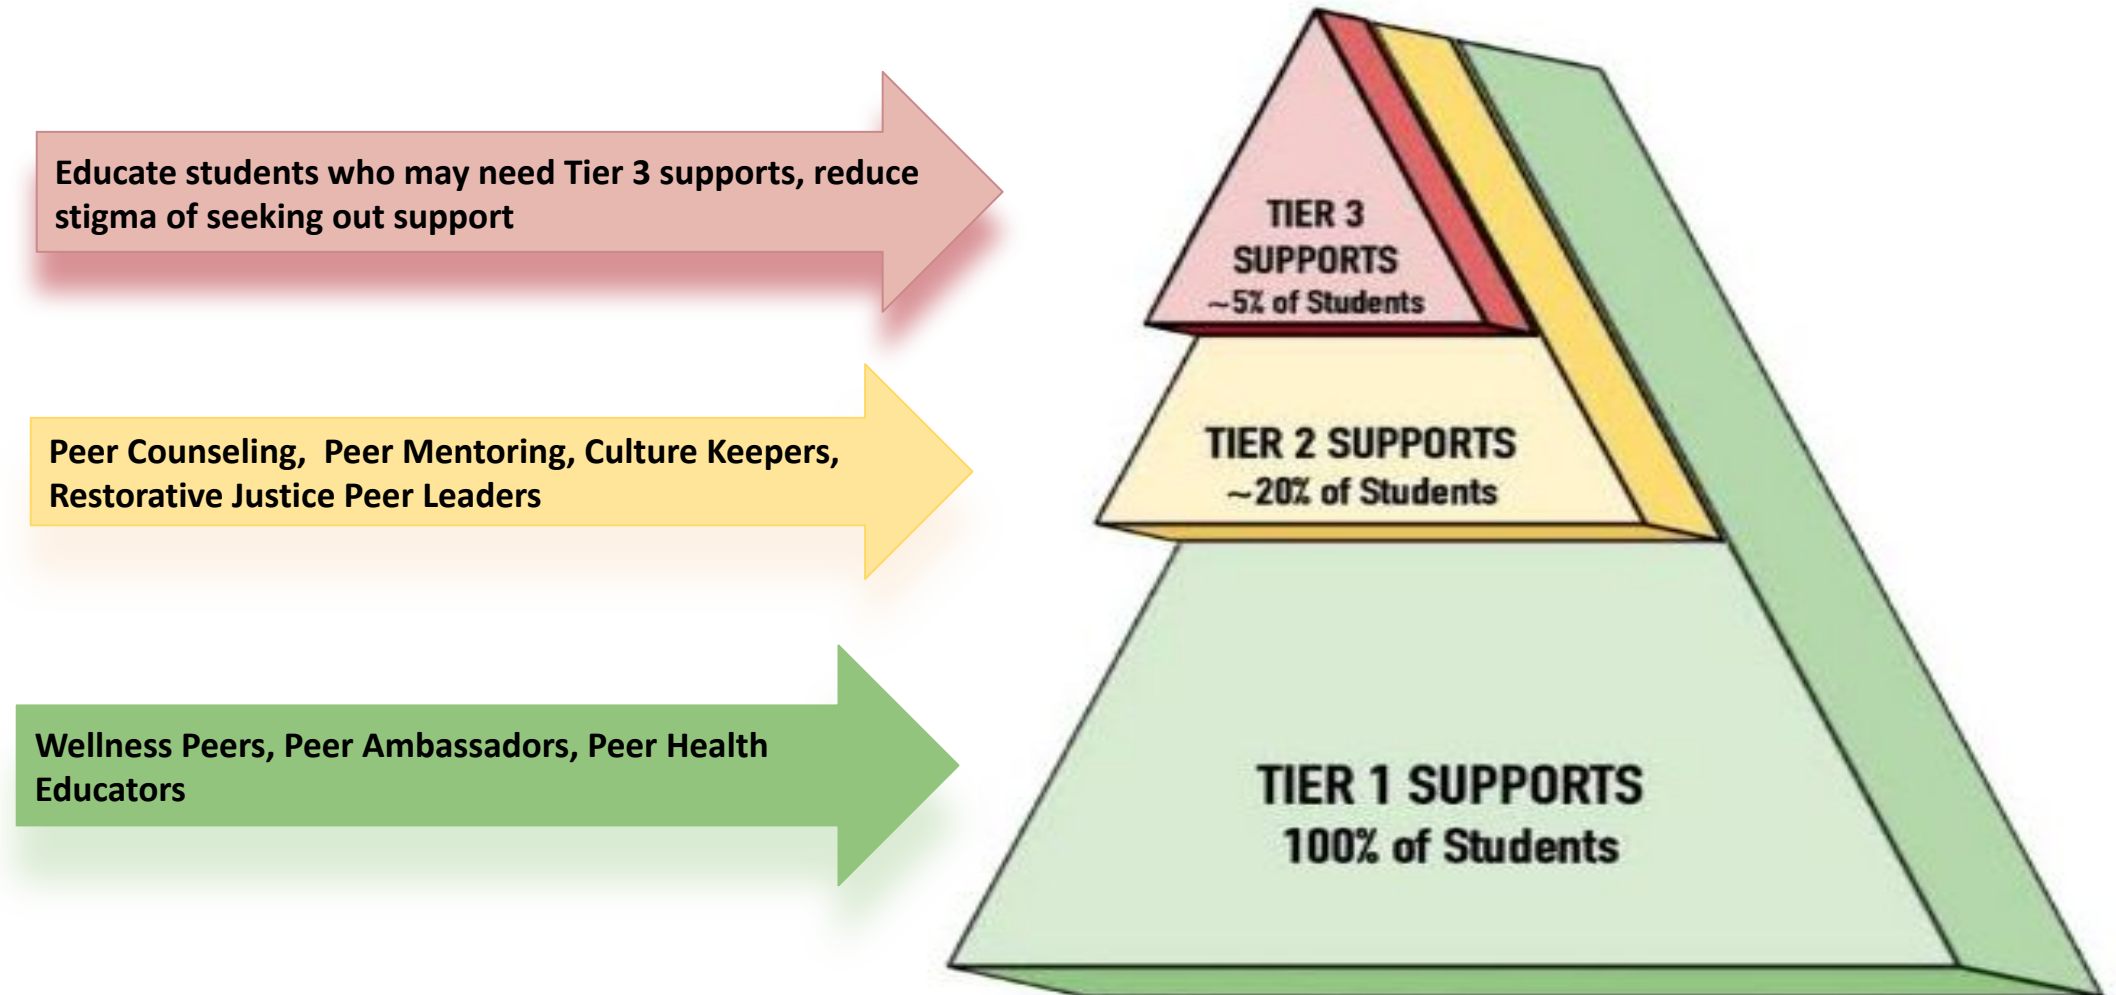 Educate students who may need Tier 3 supports, reduce
stigma of seeking out support
TIER 3
SUPPORTS
~5% of Students
Peer Counseling,  Peer Mentoring, Culture Keepers,
Restorative Justice Peer Leaders
TIER 2 SUPPORTS
~20% of Students
Wellness Peers, Peer Ambassadors, Peer Health
Educators
TIER 1 SUPPORTS
100% of Students